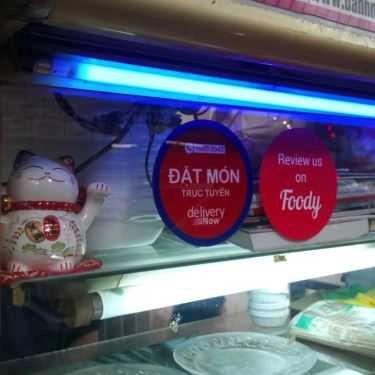 ĐẶT MÓN
TRỰC TUYẾN
delivery
Now
Review us
on
Foody